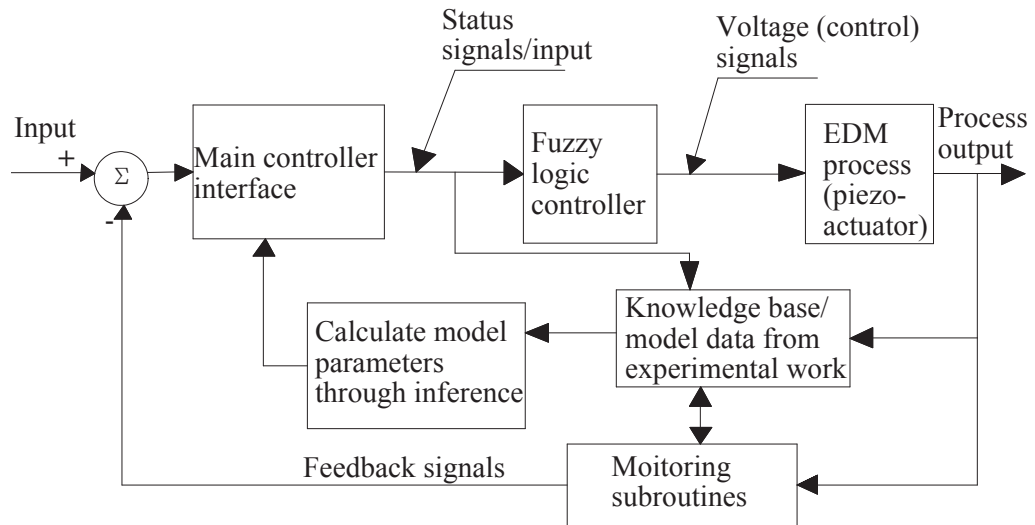 Status
signals/input
Voltage (control)
signals
Input
+
Σ
-
Main controller
interface
Fuzzy
logic
controller
EDM
process
(piezo-
actuator)
Process
output
Calculate model
parameters
through inference
Knowledge base/
model data from
experimental work
Feedback signals
Moitoring
subroutines